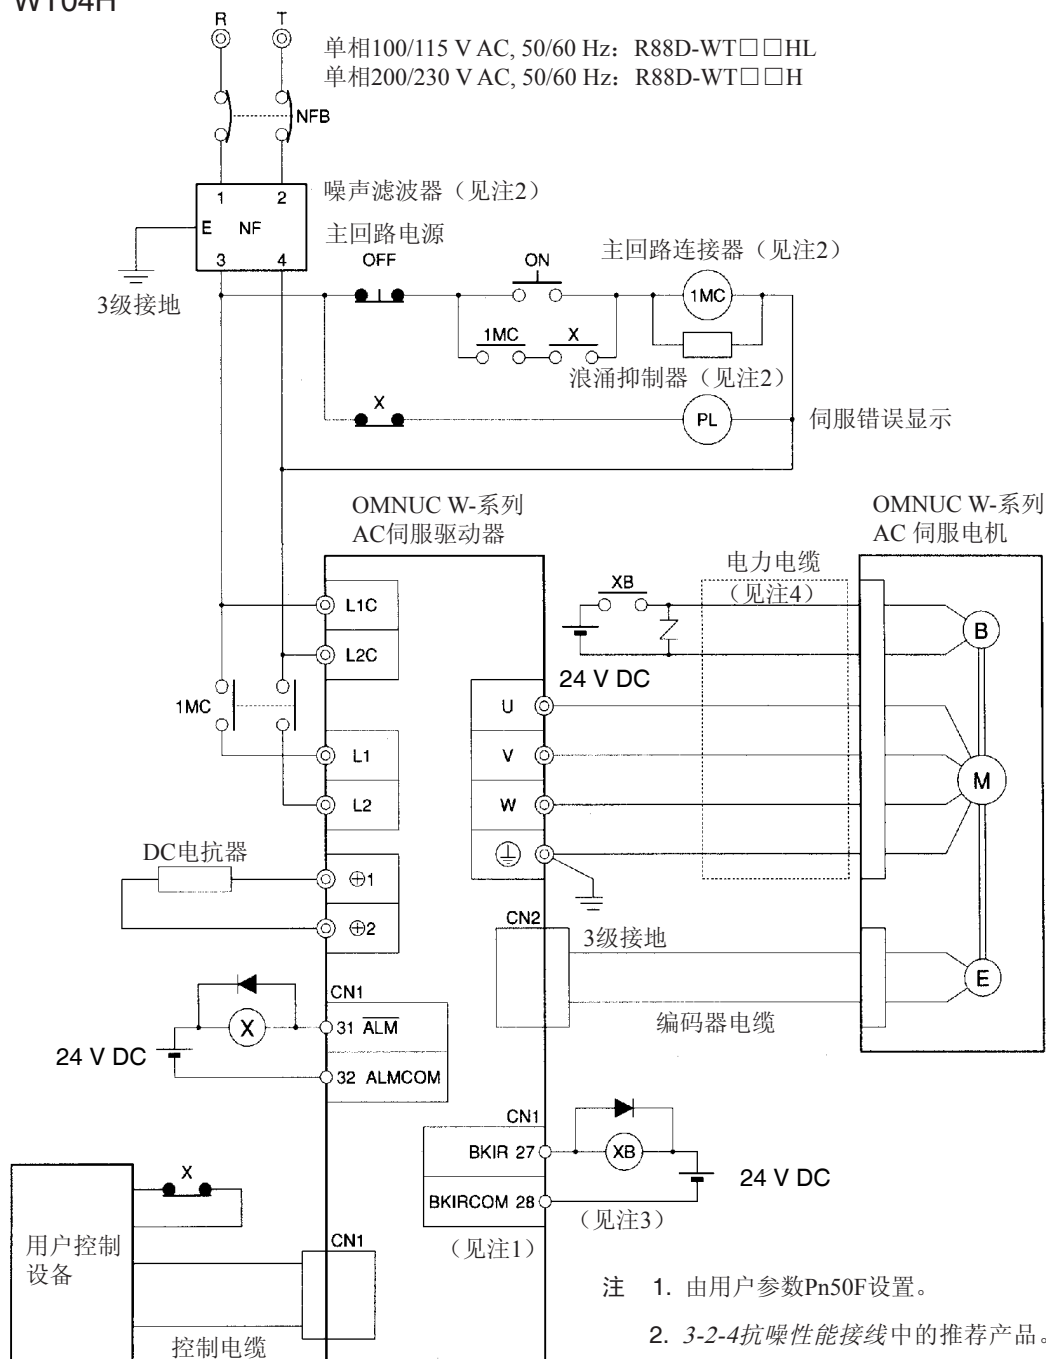 WT04H
R T
单相100/115 V AC, 50/60 Hz：R88D-WT□□HL
单相200/230 V AC, 50/60 Hz：R88D-WT□□H
NFB
1 2
噪声滤波器（见注2）
E NF
3 4
主回路电源
3级接地
OFF
ON
主回路连接器（见注2）
1MC
1MC X
浪涌抑制器（见注2）
X
PL
伺服错误显示
OMNUC W-系列
AC伺服驱动器
OMNUC W-系列
AC 伺服电机
电力电缆
（见注4）
XB
24 V DC
B
L1C
L2C
1MC
L1
L2
U
V
W
M
DC电抗器
⊕1
⊕2
CN2
3级接地
E
编码器电缆
CN1
X
24 V DC
31 ALM
32 ALMCOM
CN1
BKIR 27
XB
24 V DC
BKIRCOM 28
（见注3）
（见注1）
X
用户控制
设备
CN1
控制电缆
注 1. 由用户参数Pn50F设置。
2. 3-2-4抗噪性能接线中的推荐产品。